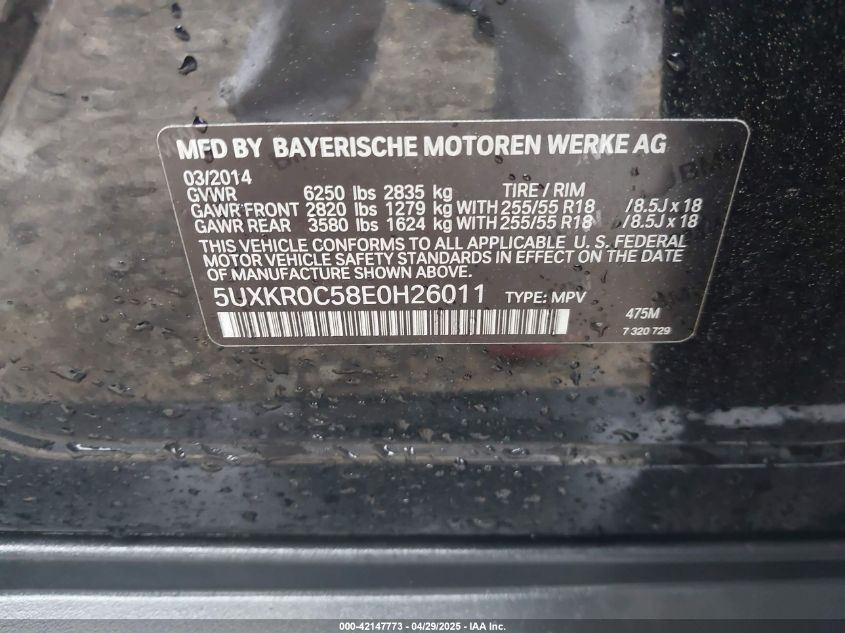 MFD BY BAYERISCHE MOTOREN WERKE AG
03/2014
GVWR 6250 lbs 2835 kg TIRE / RIM
GAWR FRONT 2820 lbs 1279 kg WITH 255/55 R18 /8.5J x 18
GAWR REAR 3580 lbs 1624 kg WITH 255/55 R18 /8.5J x 18
THIS VEHICLE CONFORMS TO ALL APPLICABLE U. S. FEDERAL
MOTOR VEHICLE SAFETY STANDARDS IN EFFECT ON THE DATE
OF MANUFACTURE SHOWN ABOVE.
5UXKR0C58E0H26011 TYPE: MPV
475M
7 320 729
000-42147773 - 04/29/2025 - IAA Inc.